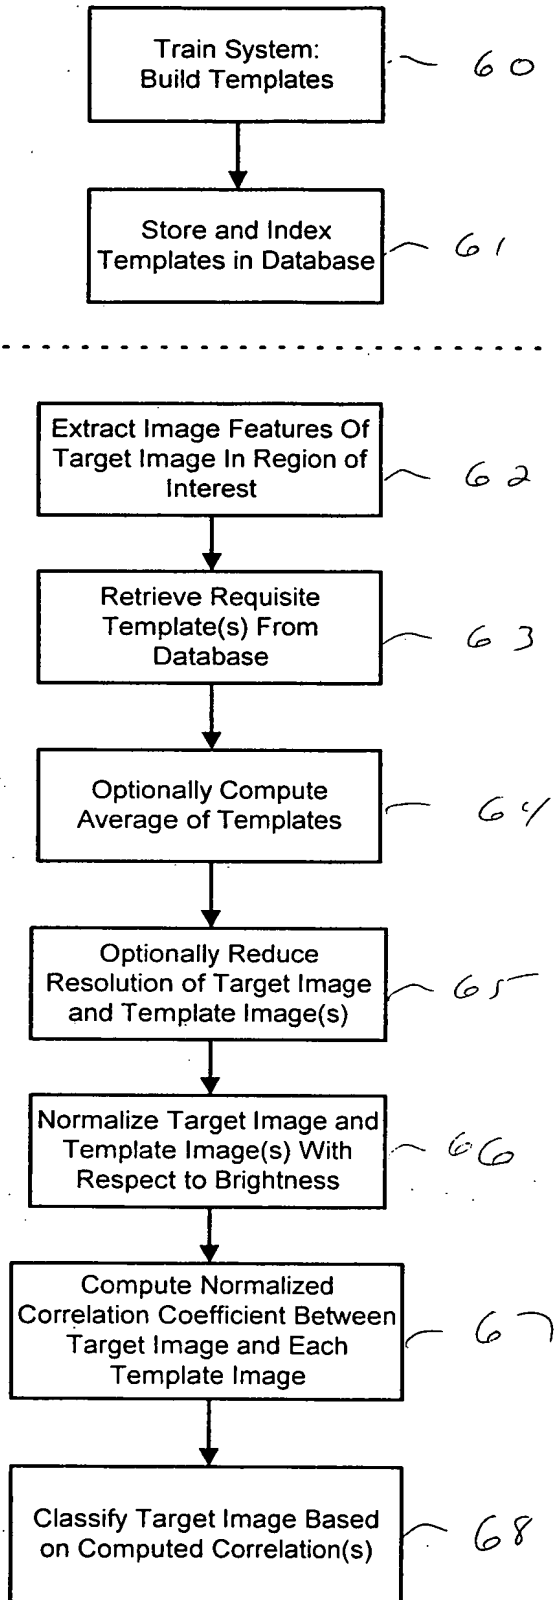 Train System:
Build Templates
60
Store and Index
Templates in Database
61
Extract Image Features Of
Target Image In Region of
Interest
62
Retrieve Requisite
Template(s) From
Database
63
Optionally Compute
Average of Templates
64
Optionally Reduce
Resolution of Target Image
and Template Image(s)
65
Normalize Target Image and
Template Image(s) With
Respect to Brightness
66
Compute Normalized
Correlation Coefficient Between
Target Image and Each
Template Image
67
Classify Target Image Based
on Computed Correlation(s)
68